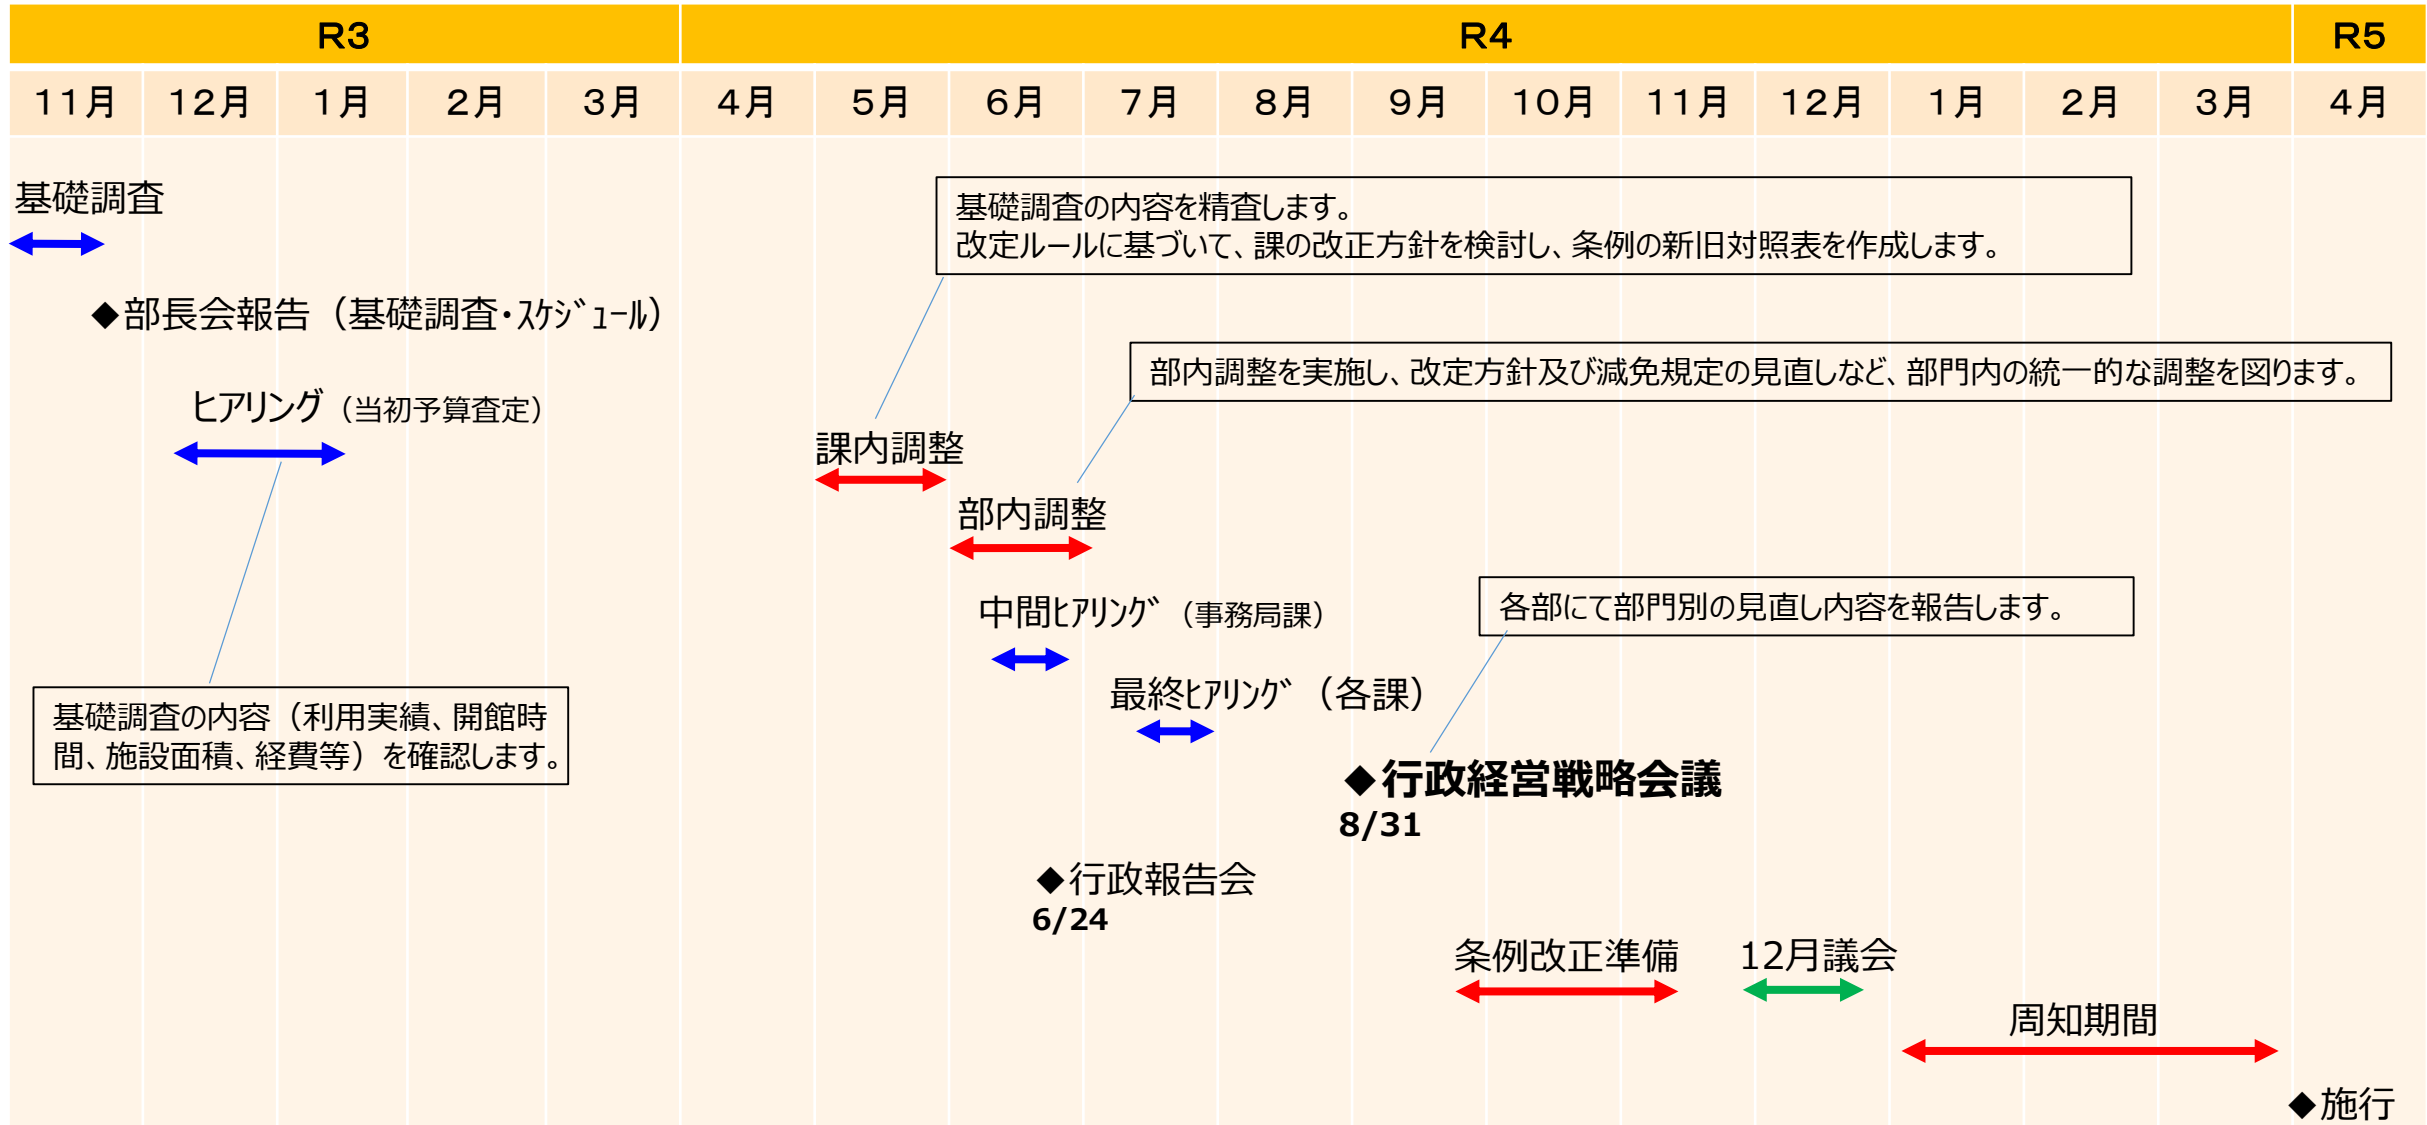 R3 R4 R5
11月 12月 1月 2月 3月 4月 5月 6月 7月 8月 9月 10月 11月 12月 1月 2月 3月 4月
基礎調査
基礎調査の内容を精査します。
改定ルールに基づいて、課の改正方針を検討し、条例の新旧対照表を作成します。
◆部長会報告（基礎調査・ｽｹｼﾞｭｰﾙ）
部内調整を実施し、改定方針及び減免規定の見直しなど、部門内の統一的な調整を図ります。
ヒアリング（当初予算査定）
課内調整
部内調整
中間ﾋｱﾘﾝｸﾞ（事務局課）
各部にて部門別の見直し内容を報告します。
最終ﾋｱﾘﾝｸﾞ（各課）
基礎調査の内容（利用実績、開館時
間、施設面積、経費等）を確認します。
◆行政経営戦略会議
8/31
◆行政報告会
6/24
条例改正準備
12月議会
周知期間
◆施行